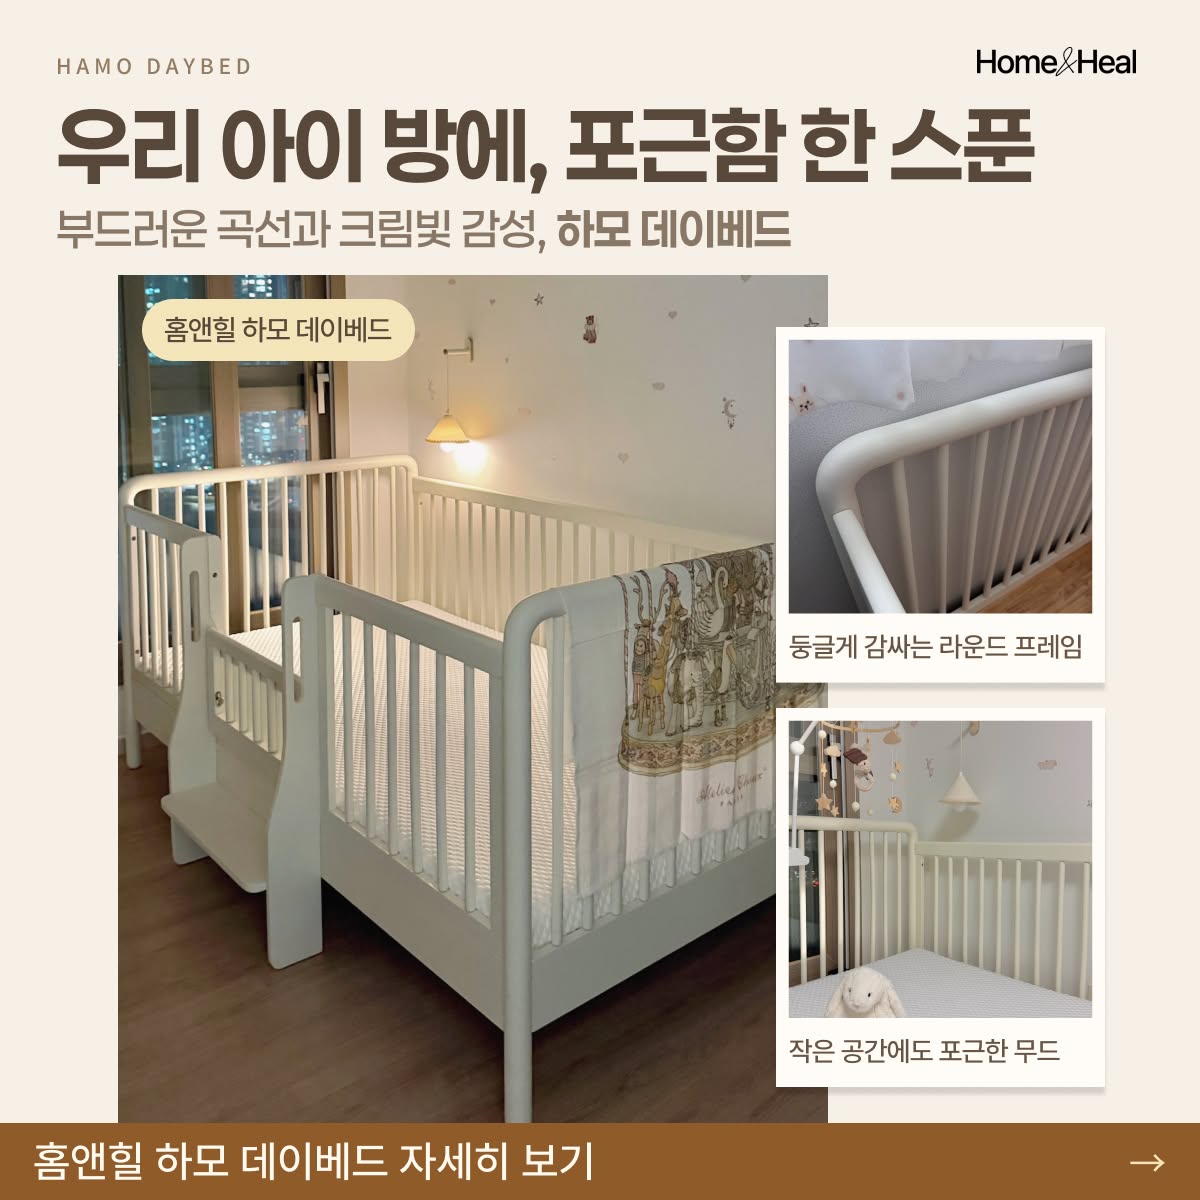 HAMO DAYBED
Home&Heal
우리 아이 방에, 포근함 한 스푼
부드러운 곡선과 크림빛 감성, 하모 데이베드
홈앤힐 하모 데이베드
둥글게 감싸는 라운드 프레임
작은 공간에도 포근한 무드
홈앤힐 하모 데이베드 자세히 보기 →